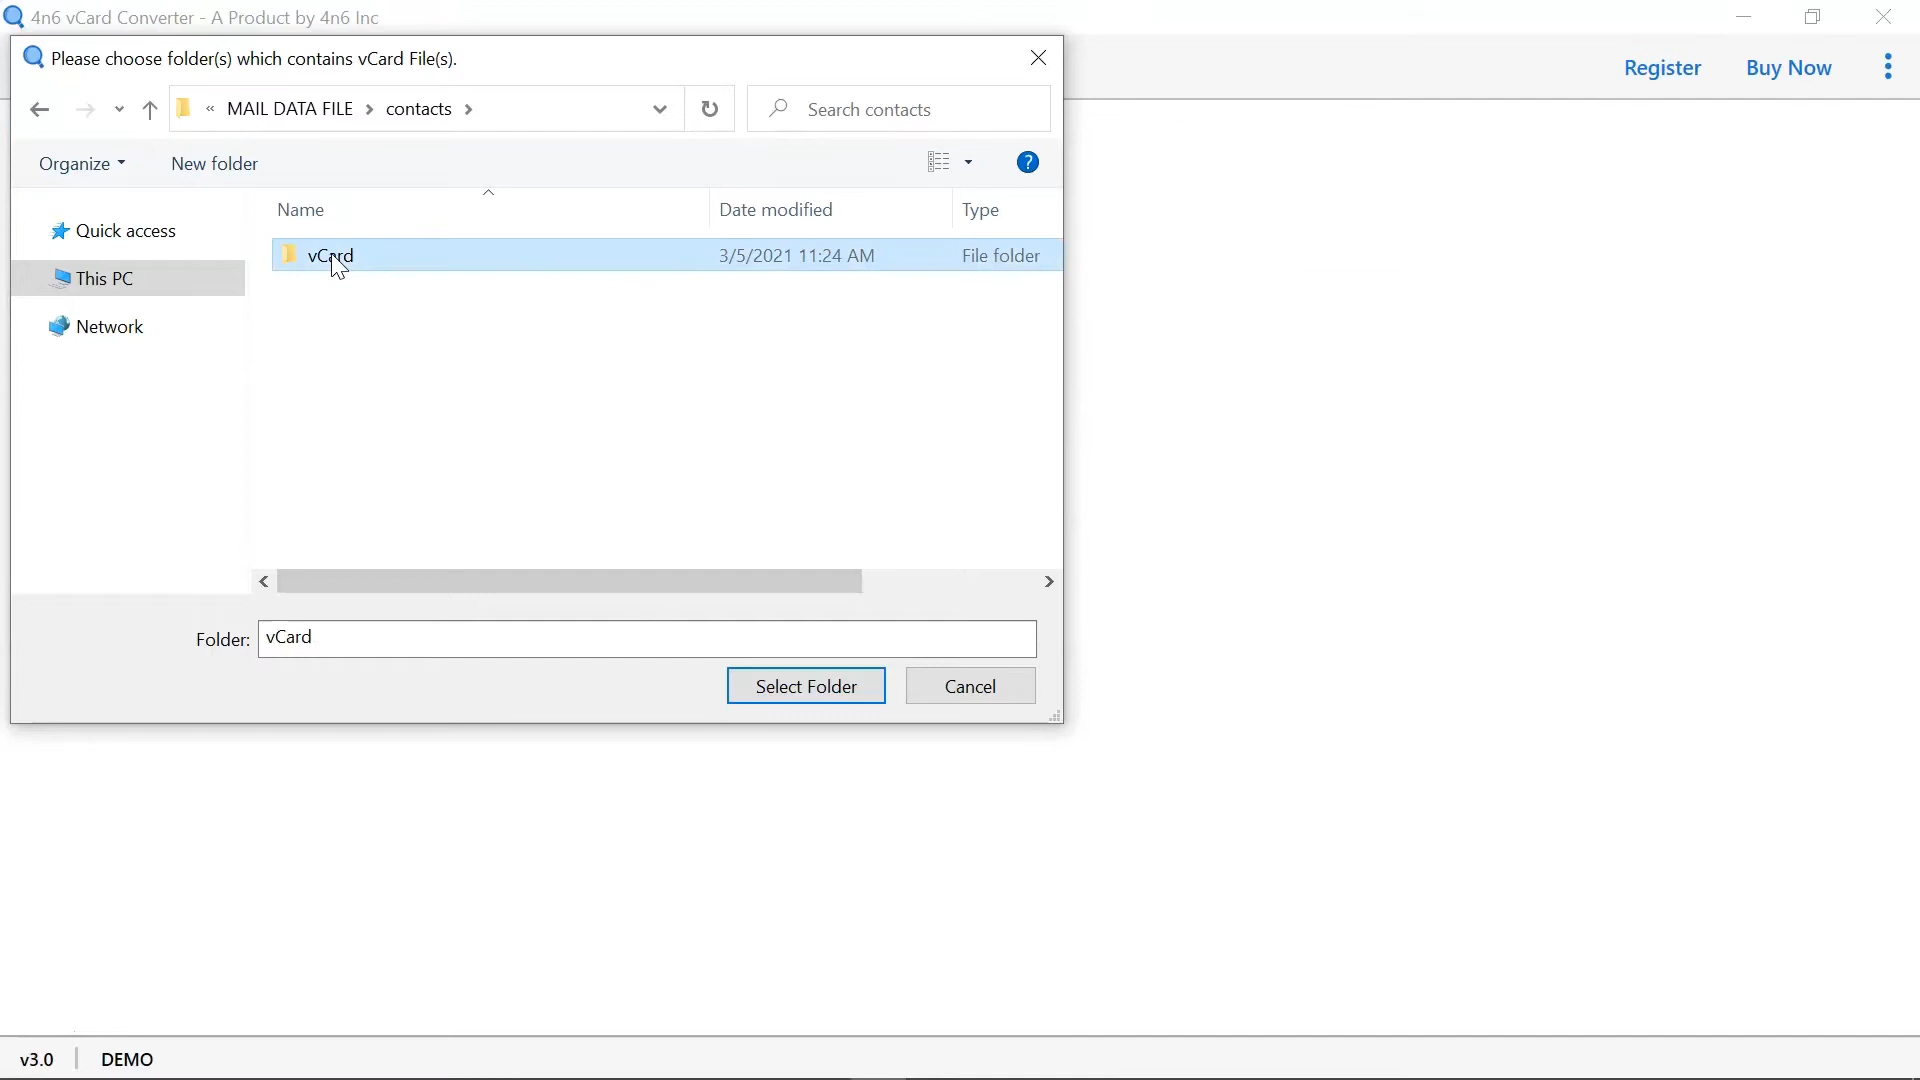 4n6 vCard Converter - A Product by 4n6 Inc
Please choose folder(s) which contains vCard File(s).
Register Buy Now
« MAIL DATA FILE > contacts >
Search contacts
Organize New folder
?
Name Date modified Type
Quick access
vCard 3/5/2021 11:24 AM File folder
This PC
Network
Folder: vCard
Select Folder Cancel
v3.0 DEMO